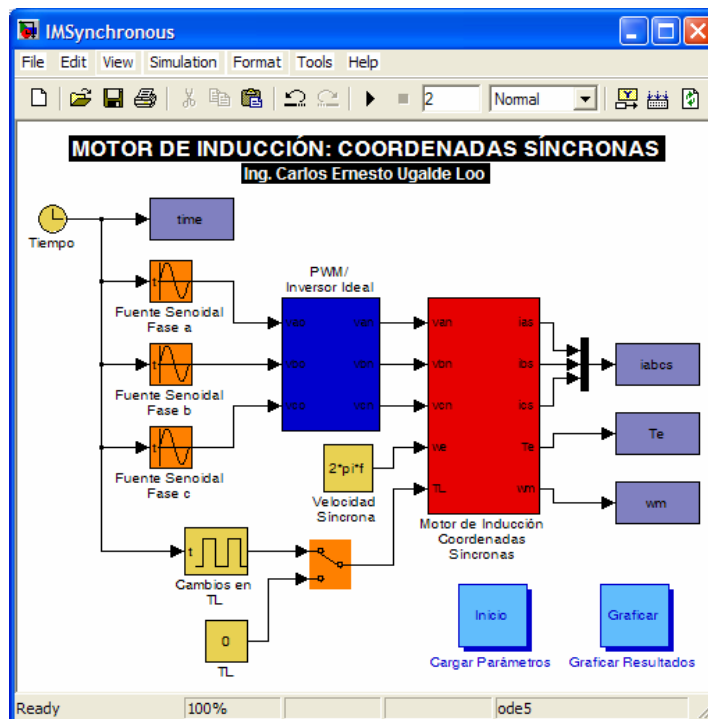 IMSynchronous
File Edit View Simulation Format Tools Help
2 Normal
MOTOR DE INDUCCIÓN: COORDENADAS SÍNCRONAS
Ing. Carlos Ernesto Ugalde Loo
Tiempo
time
t
Fuente Senoidal
Fase a
t
Fuente Senoidal
Fase b
t
Fuente Senoidal
Fase c
PWM/
Inversor Ideal
van
vbn
vcn
van
vbn
vcn
we
TL
ias
ibs
ics
Te
wm
Motor de Inducción
Coordenadas
Síncronas
iabcs
Te
wm
2*pi*f
Velocidad
Síncrona
t
Cambios en
TL
0
TL
Inicio
Cargar Parámetros
Graficar
Graficar Resultados
Ready 100% ode5